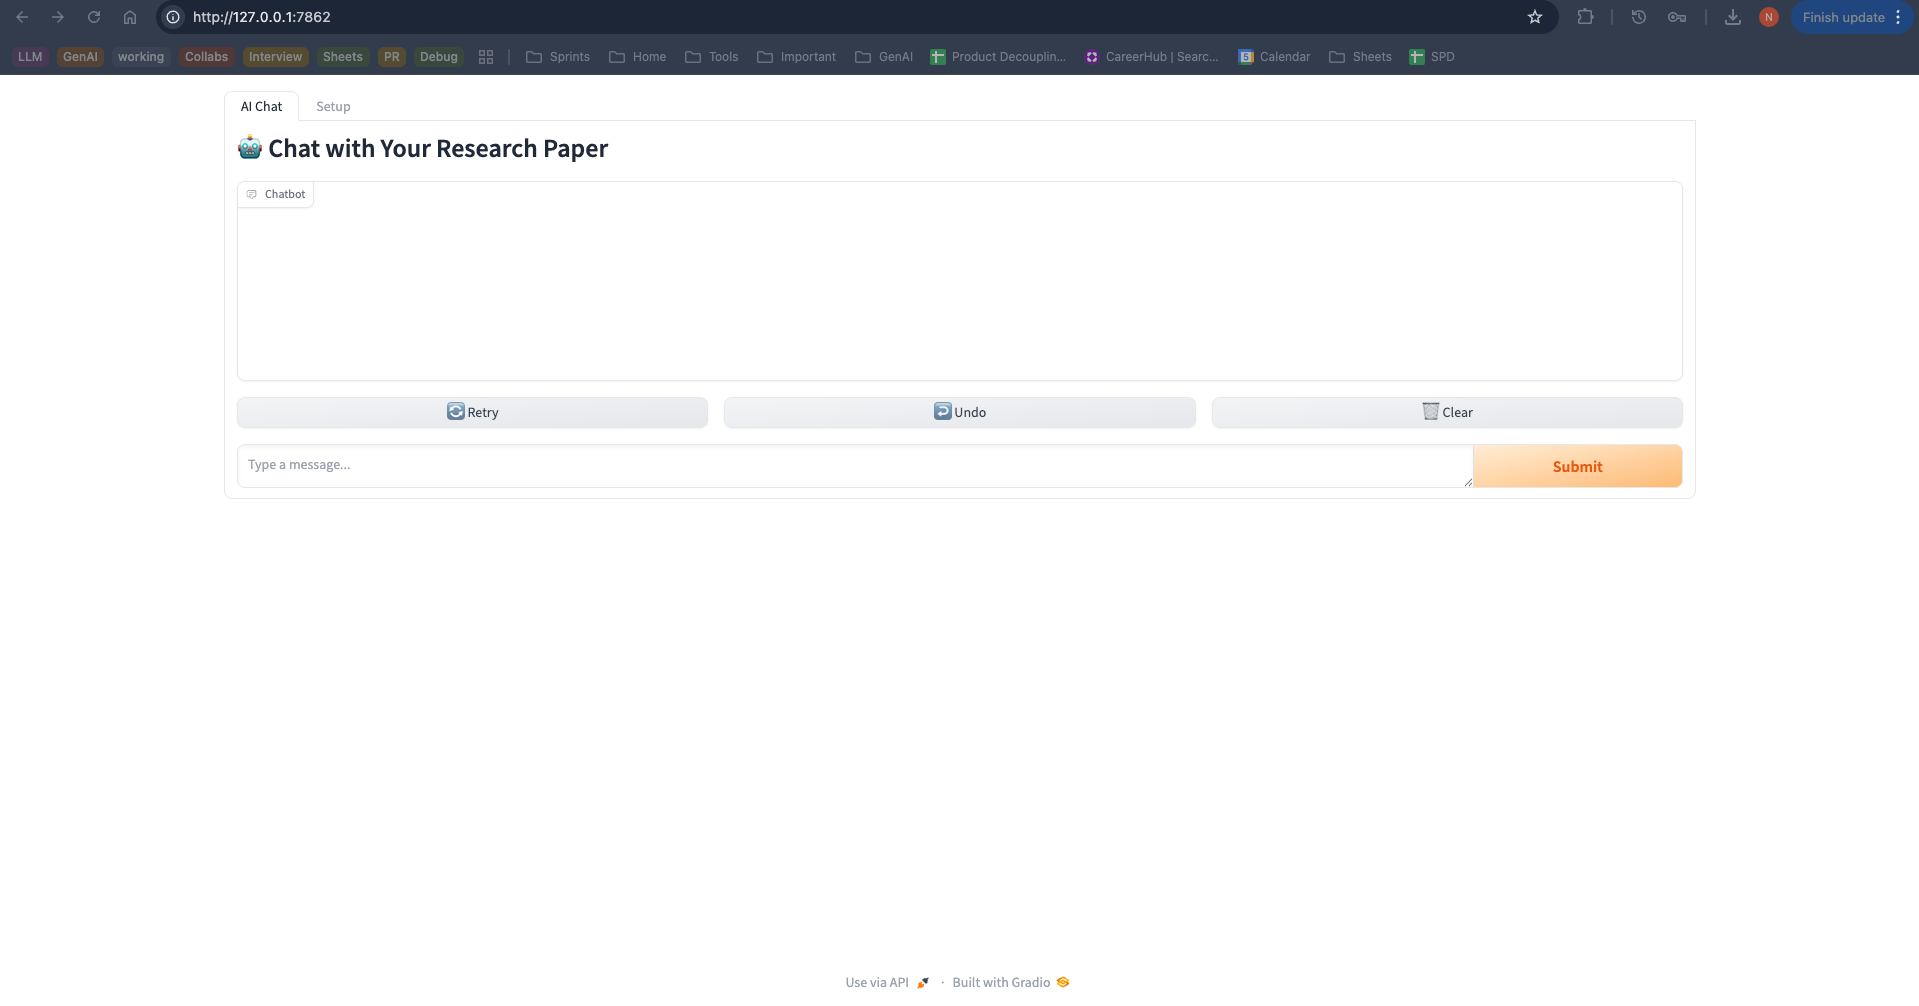 http://127.0.0.1:7862
N
Finish update
LLM GenAI working Collabs Interview Sheets PR Debug Sprints Home Tools Important GenAI Product Decouplin... CareerHub | Searc... Calendar Sheets SPD
AI Chat Setup
Chat with Your Research Paper
Chatbot
Retry Undo Clear
Type a message... Submit
Use via API · Built with Gradio